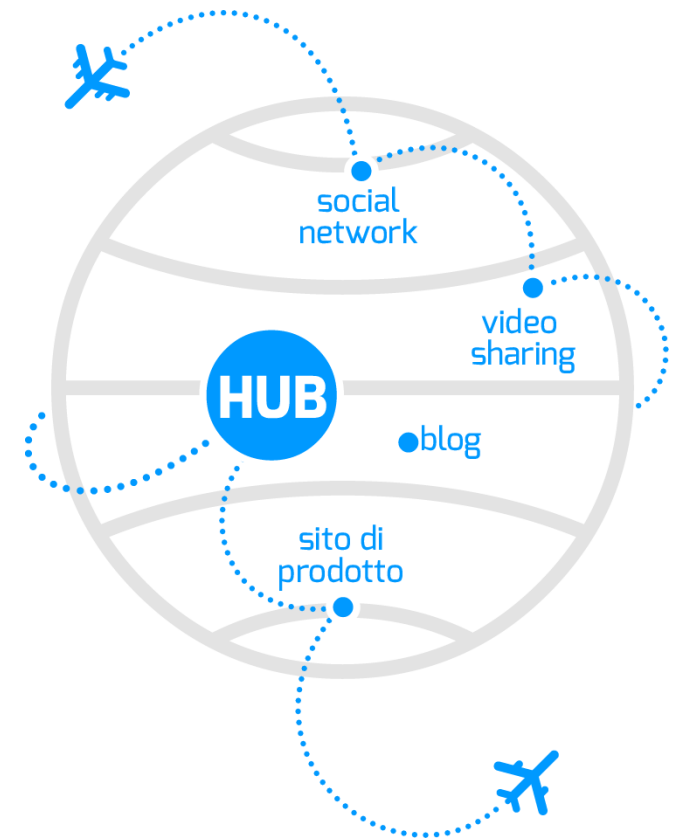 social
network
video
sharing
HUB
blog
sito di
prodotto